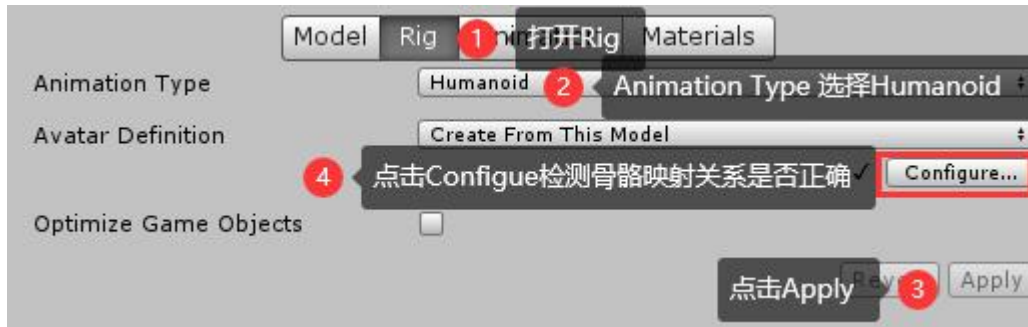 Model Rig 1 打开Rig Materials
Animation Type Humanoid 2 Animation Type 选择Humanoid
Avatar Definition Create From This Model
4 点击Configue检测骨骼映射关系是否正确 ✓ Configure...
Optimize Game Objects
点击Apply 3 Apply